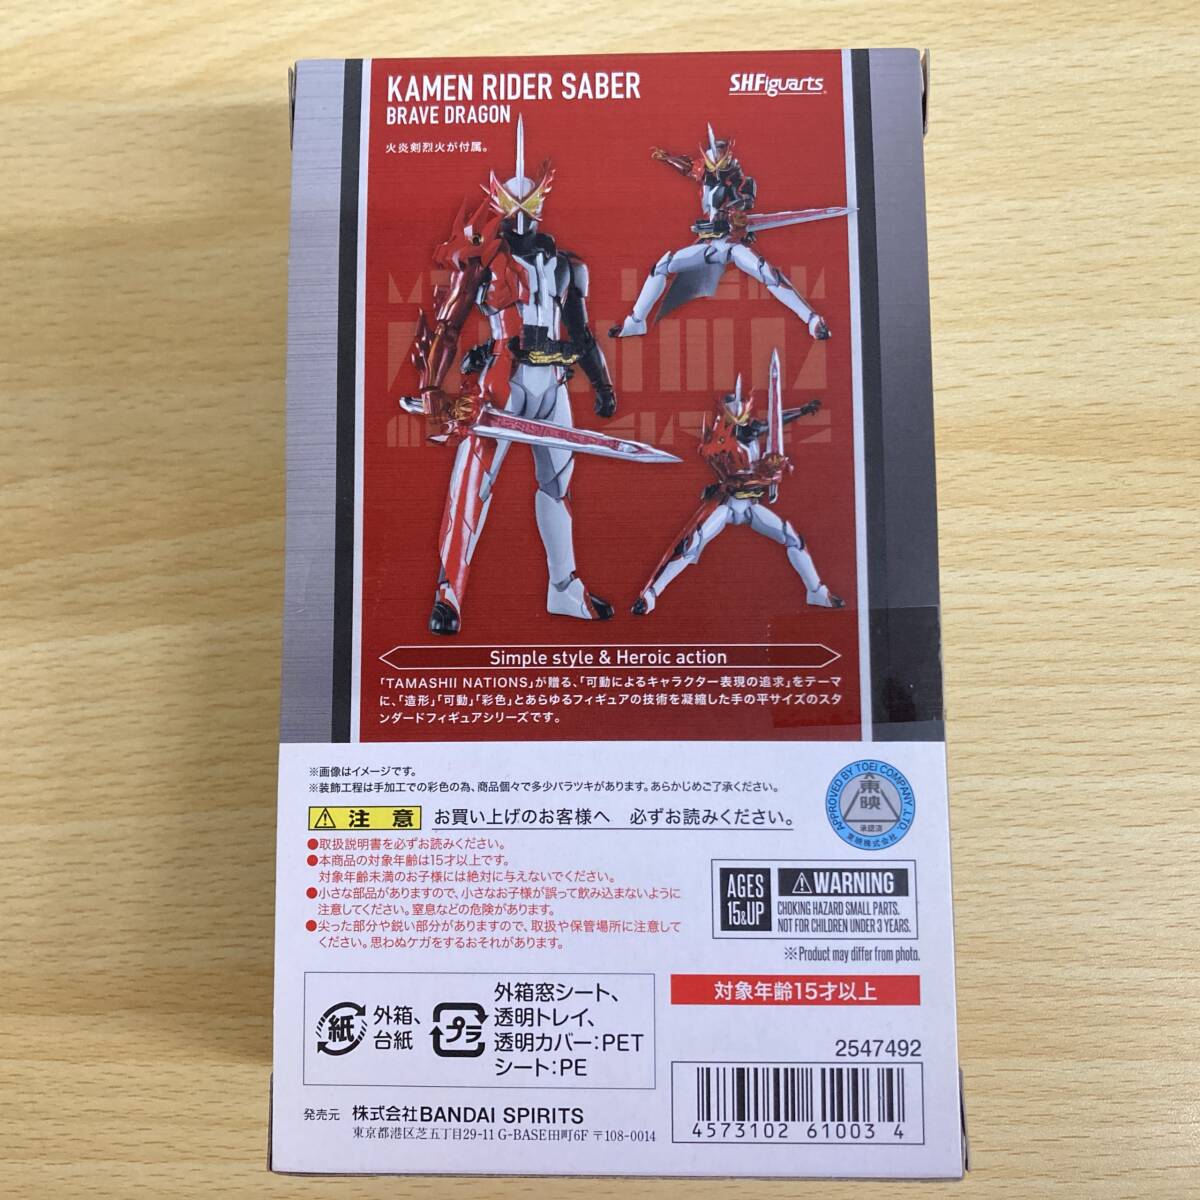 KAMEN RIDER SABER
BRAVE DRAGON
S.H.Figuarts
火炎剣烈火が付属。
Simple style & Heroic action
「TAMASHII NATIONS」が贈る、「可動によるキャラクター表現の追求」をテーマ
に、「造形」「可動」「彩色」とあらゆるフィギュアの技術を凝縮した手の平サイズのスタ
ンダードフィギュアシリーズです。
※画像はイメージです。
※装飾工程は手加工での彩色の為、商品個々で多少バラツキがあります。あらかじめご了承ください。
APPROVED BY TOEI COMPANY, LTD.
東映
承認済
東映株式会社
注意 お買い上げのお客様へ 必ずお読みください。
●取扱説明書を必ずお読みください。
●本商品の対象年齢は15才以上です。
対象年齢未満のお子様には絶対に与えないでください。
●小さな部品がありますので、小さなお子様が誤って飲み込まないように
注意してください。窒息などの危険があります。
●尖った部分や鋭い部分がありますので、取扱や保管場所に注意して
ください。思わぬケガをするおそれがあります。
AGES
15&UP
WARNING
CHOKING HAZARD SMALL PARTS.
NOT FOR CHILDREN UNDER 3 YEARS.
※Product may differ from photo.
対象年齢15才以上
紙 外箱、
台紙
プラ 外箱窓シート、
透明トレイ、
透明カバー:PET
シート:PE
2547492
4573102 61003 4
発売元 株式会社BANDAI SPIRITS
東京都港区芝五丁目29-11 G-BASE田町6F 〒108-0014